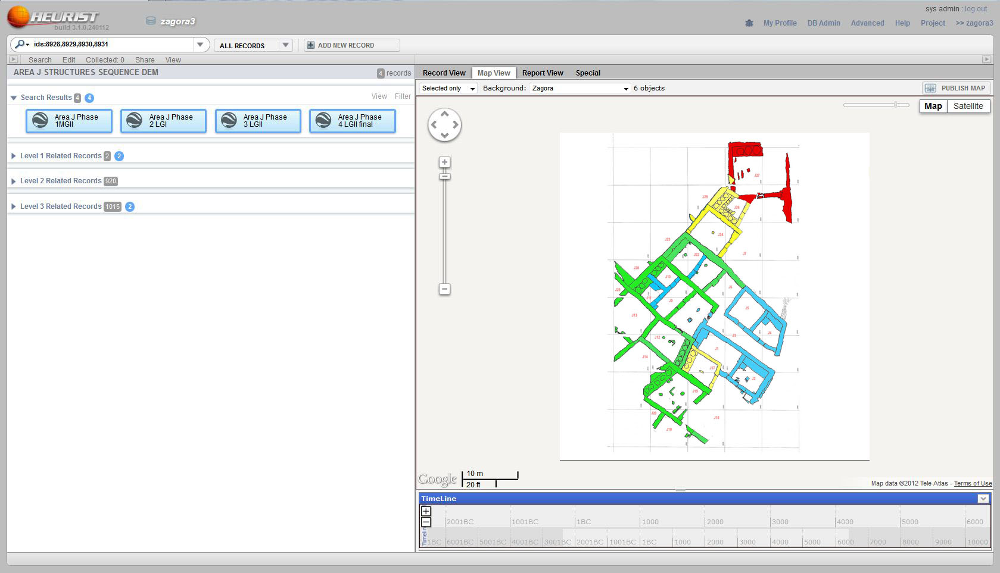 HEURIST
build 3.1.0.240112
zagora3
sys admin : log out
My Profile DB Admin Advanced Help Project >> zagora3
ids:8928,8929,8930,8931
ALL RECORDS
ADD NEW RECORD
Search Edit Collected: 0 Share View
AREA J STRUCTURES SEQUENCE DEM
4 records
Search Results 4 4
View Filter
Area J Phase
1MGII
Area J Phase
2 LGI
Area J Phase
3 LGII
Area J Phase
4 LGII final
Level 1 Related Records 2 2
Level 2 Related Records 920
Level 3 Related Records 1015 2
Record View Map View Report View Special
Selected only Background: Zagora 6 objects
PUBLISH MAP
Map Satellite
J27
J26
J24
J23
J7
J22
J10
J6
J9
J5
J13
J4
J3
J12
J1
J14
J17
J2
J15
J20
J18
J19
Google
10 m
20 ft
Map data ©2012 Tele Atlas - Terms of Use
TimeLine
2001BC 1001BC 1BC 1000 2000 3000 4000 5000 6000
1BC 6001BC 5001BC 4001BC 3001BC 2001BC 1001BC 1BC 1000 2000 3000 4000 5000 6000 7000 8000 9000 10000
Timelin